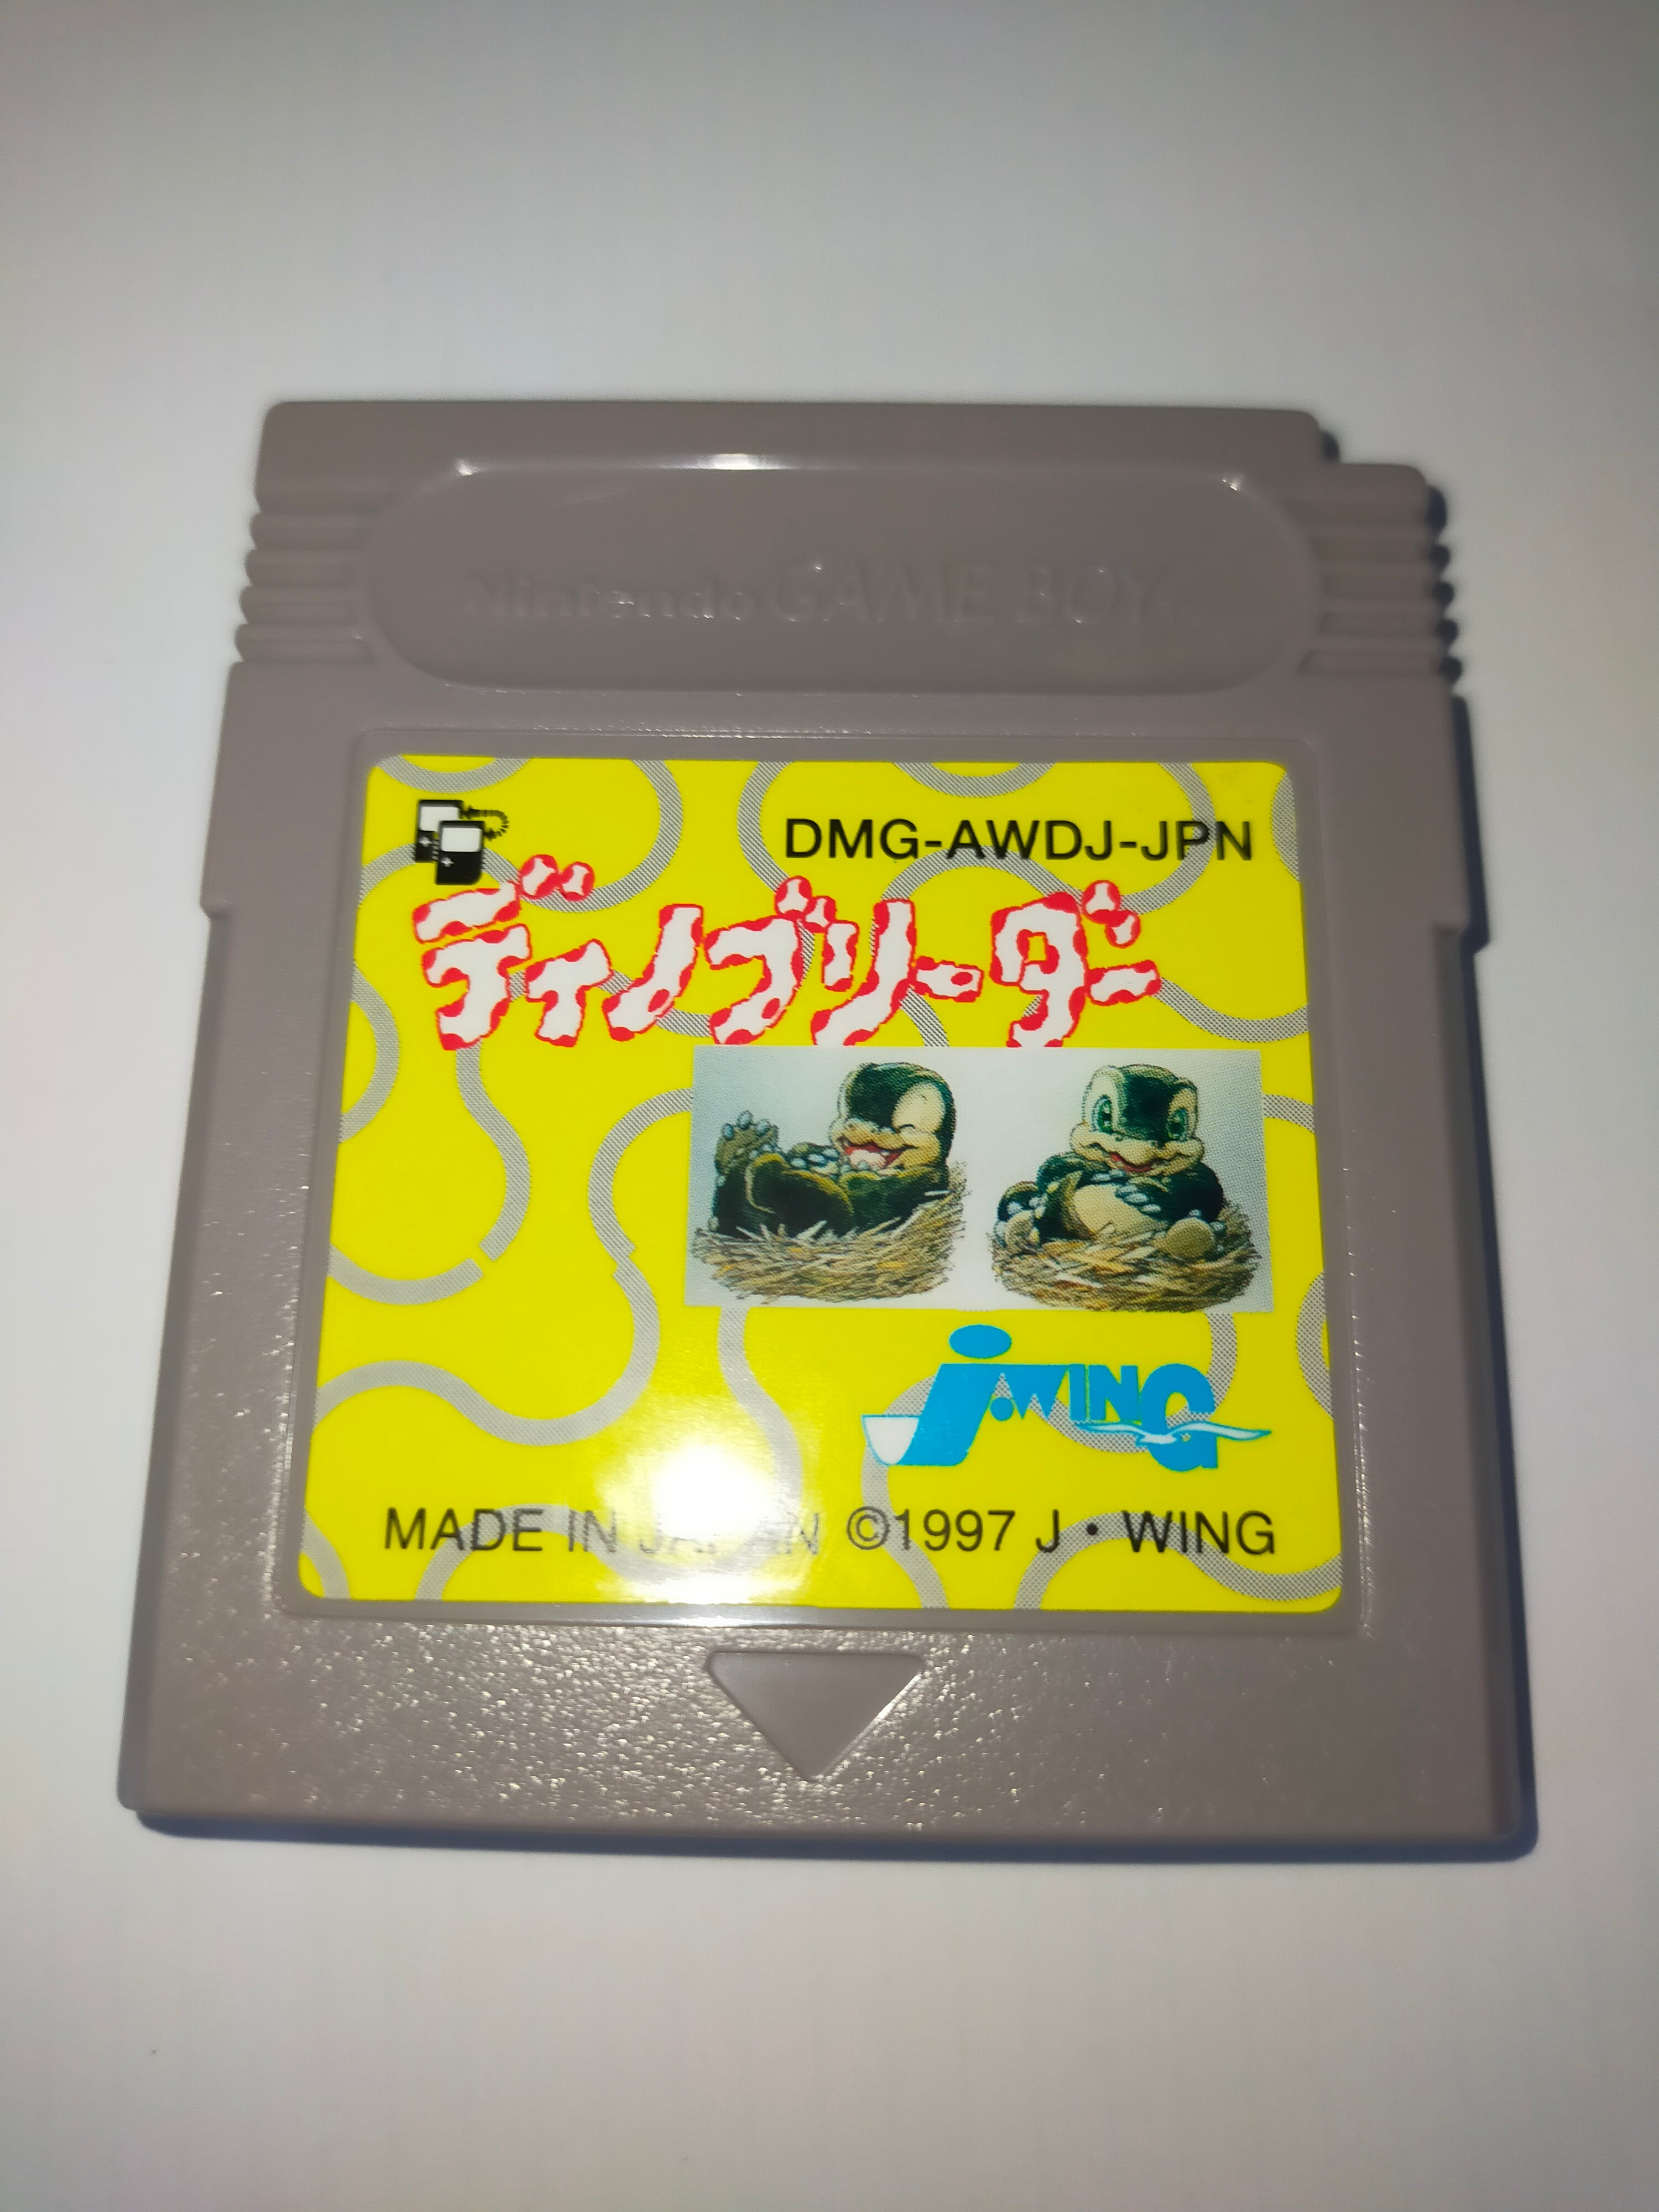 Nintendo GAME BOY
DMG-AWDJ-JPN
ディノブリーダー
J・WING
MADE IN JAPAN ©1997 J・WING